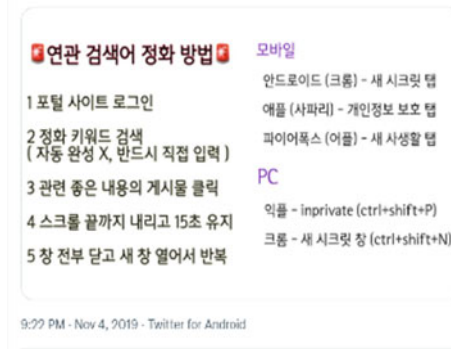 🚨연관 검색어 정화 방법🚨
1 포털 사이트 로그인
2 정화 키워드 검색
( 자동 완성 X, 반드시 직접 입력 )
3 관련 좋은 내용의 게시물 클릭
4 스크롤 끝까지 내리고 15초 유지
5 창 전부 닫고 새 창 열어서 반복
모바일
안드로이드 (크롬) - 새 시크릿 탭
애플 (사파리) - 개인정보 보호 탭
파이어폭스 (어플) - 새 사생활 탭
PC
익플 - inprivate (ctrl+shift+P)
크롬 - 새 시크릿 창 (ctrl+shift+N)
9:22 PM · Nov 4, 2019 · Twitter for Android